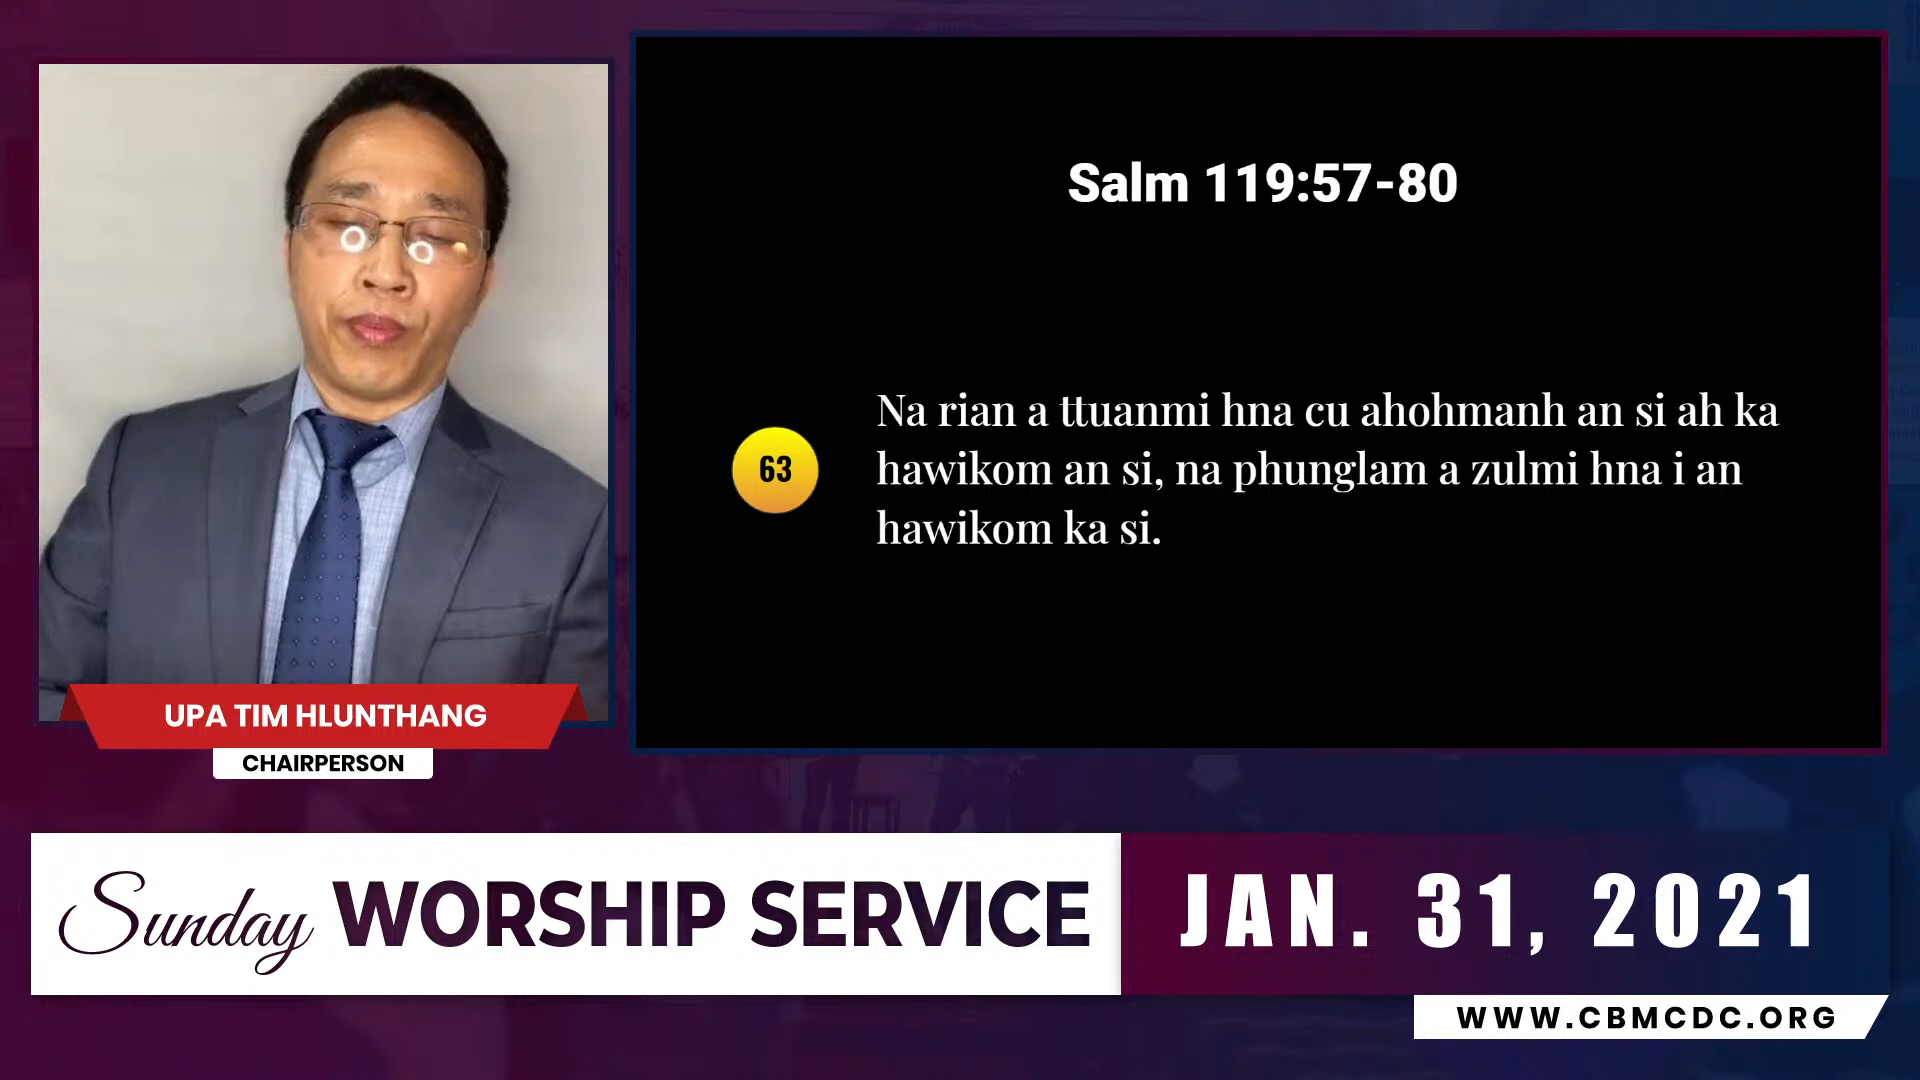 Salm 119:57-80
63
Na rian a ttuanmi hna cu ahohmanh an si ah ka
hawikom an si, na phunglam a zulmi hna i an
hawikom ka si.
UPA TIM HLUNTHANG
CHAIRPERSON
Sunday WORSHIP SERVICE
JAN. 31, 2021
WWW.CBMCDC.ORG